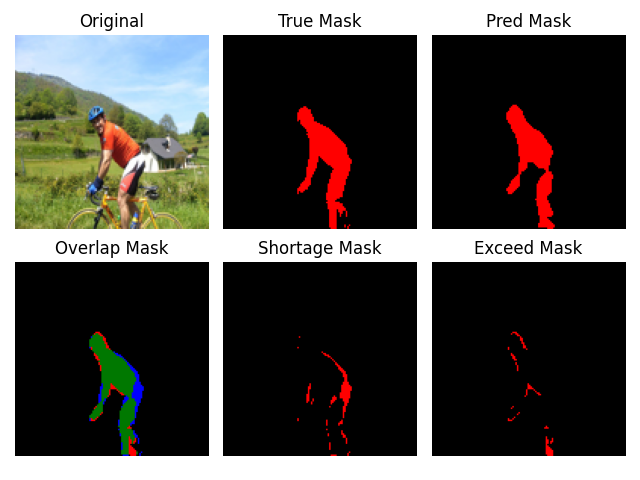 Original
True Mask
Pred Mask
Overlap Mask
Shortage Mask
Exceed Mask